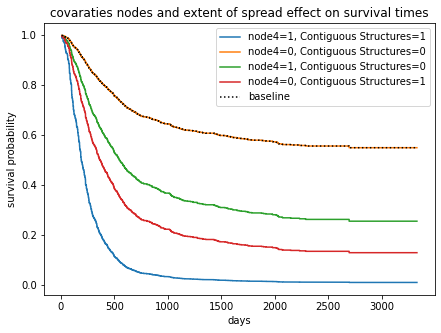 covaraties nodes and extent of spread effect on survival times
node4=1, Contiguous Structures=1
node4=0, Contiguous Structures=0
node4=1, Contiguous Structures=0
node4=0, Contiguous Structures=1
baseline
survival probability
1.0
0.8
0.6
0.4
0.2
0.0
0 500 1000 1500 2000 2500 3000
days